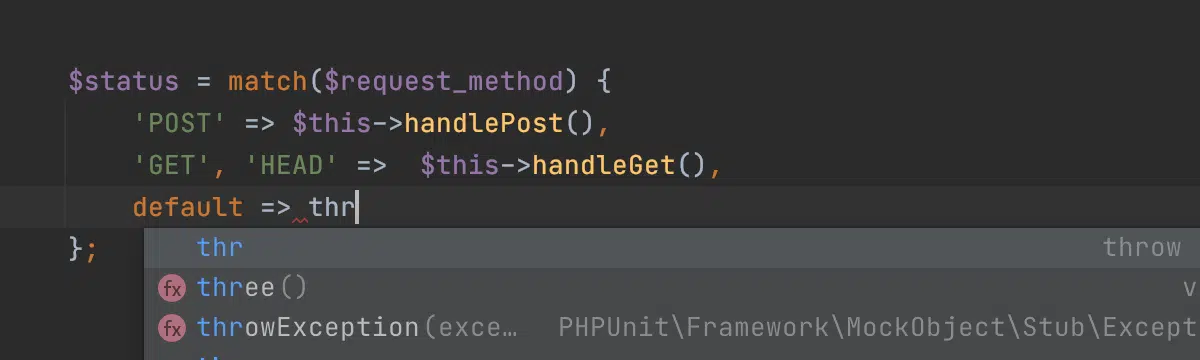 $status = match($request_method) {
'POST' => $this->handlePost(),
'GET', 'HEAD' =>  $this->handleGet(),
default => thr
};
thr throw
fx three() v
fx throwException(exce… PHPUnit\Framework\MockObject\Stub\Except